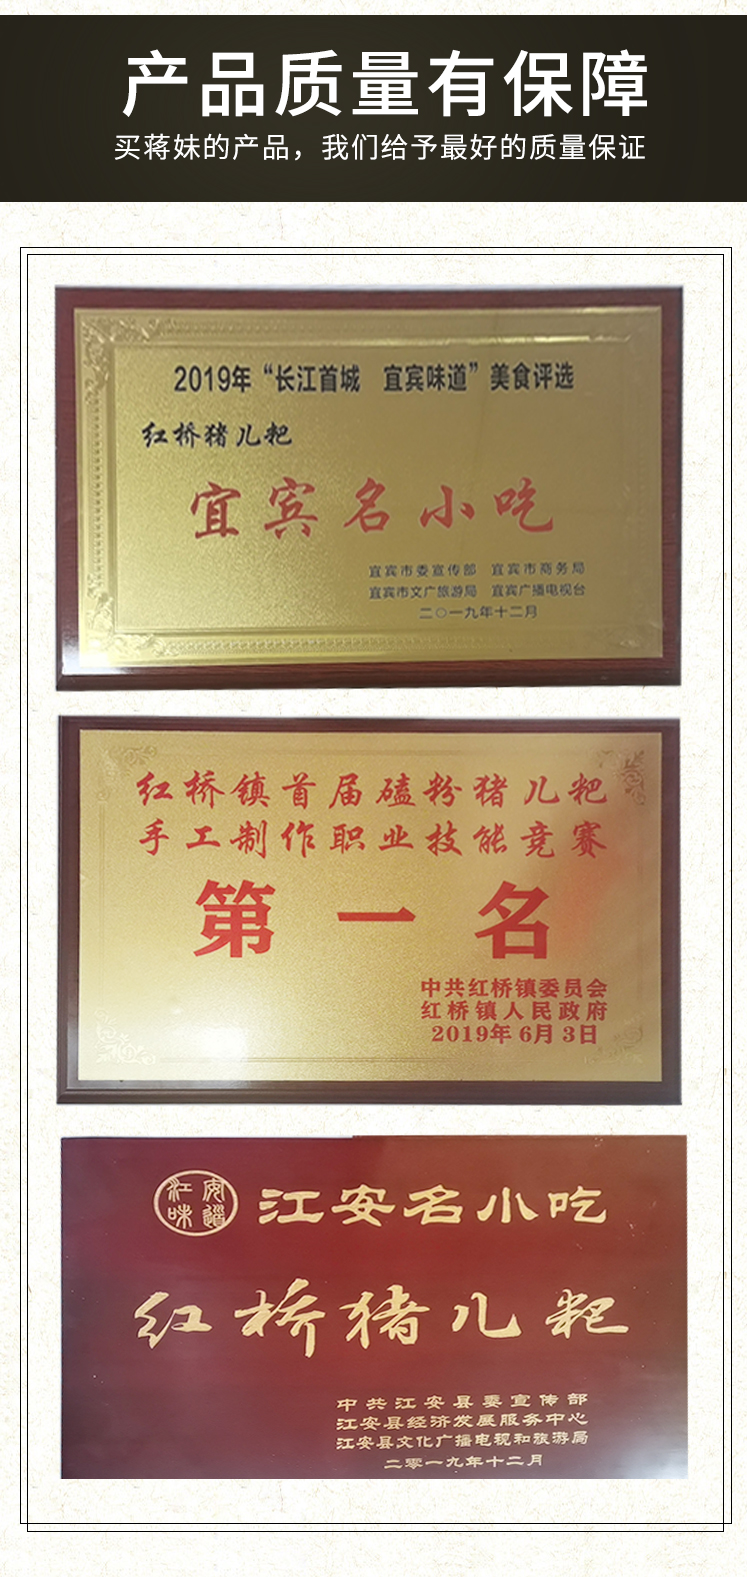 产品质量有保障
买蒋妹的产品，我们给予最好的质量保证
2019年“长江首城 宜宾味道”美食评选
红桥猪儿粑
宜宾名小吃
宜宾市委宣传部 宜宾市商务局
宜宾市文广旅游局 宜宾广播电视台
二〇一九年十二月
红桥镇首届磕粉猪儿粑
手工制作职业技能竞赛
第一名
中共红桥镇委员会
红桥镇人民政府
2019年6月3日
江安味道
江安名小吃
红桥猪儿粑
中共江安县委宣传部
江安县经济发展服务中心
江安县文化广播电视和旅游局
二零一九年十二月